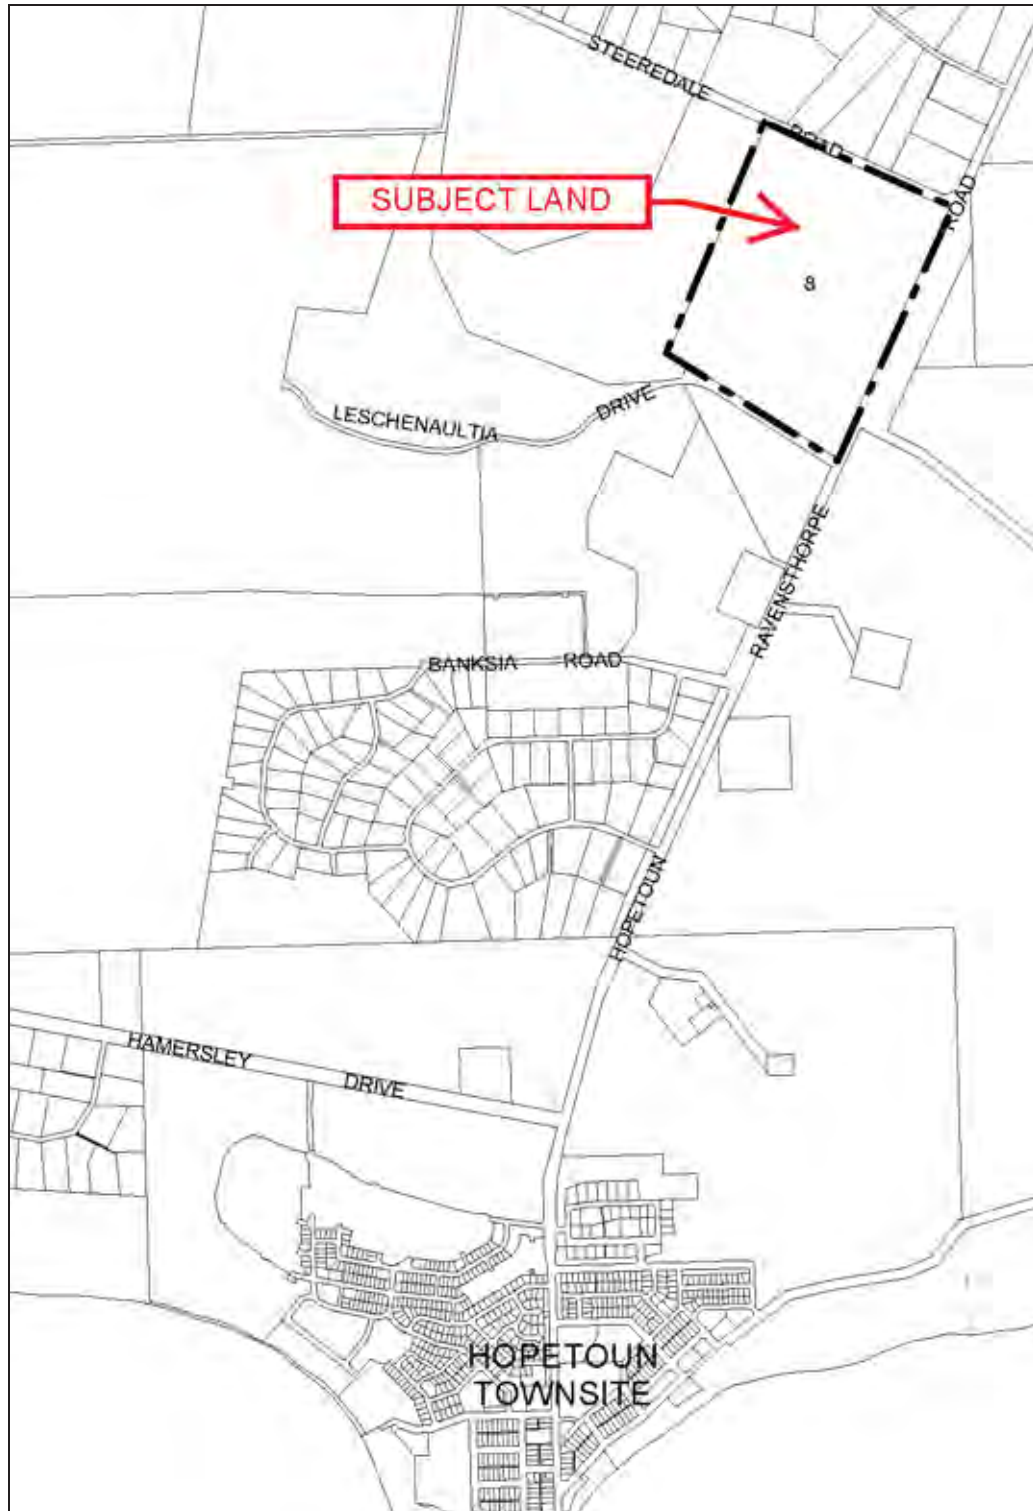 STEEREDALE
ROAD
ROAD
SUBJECT LAND
8
LESCHENAULTIA
DRIVE
RAVENSTHORPE
BANKSIA ROAD
HOPETOUN
HAMERSLEY
DRIVE
HOPETOUN
TOWNSITE